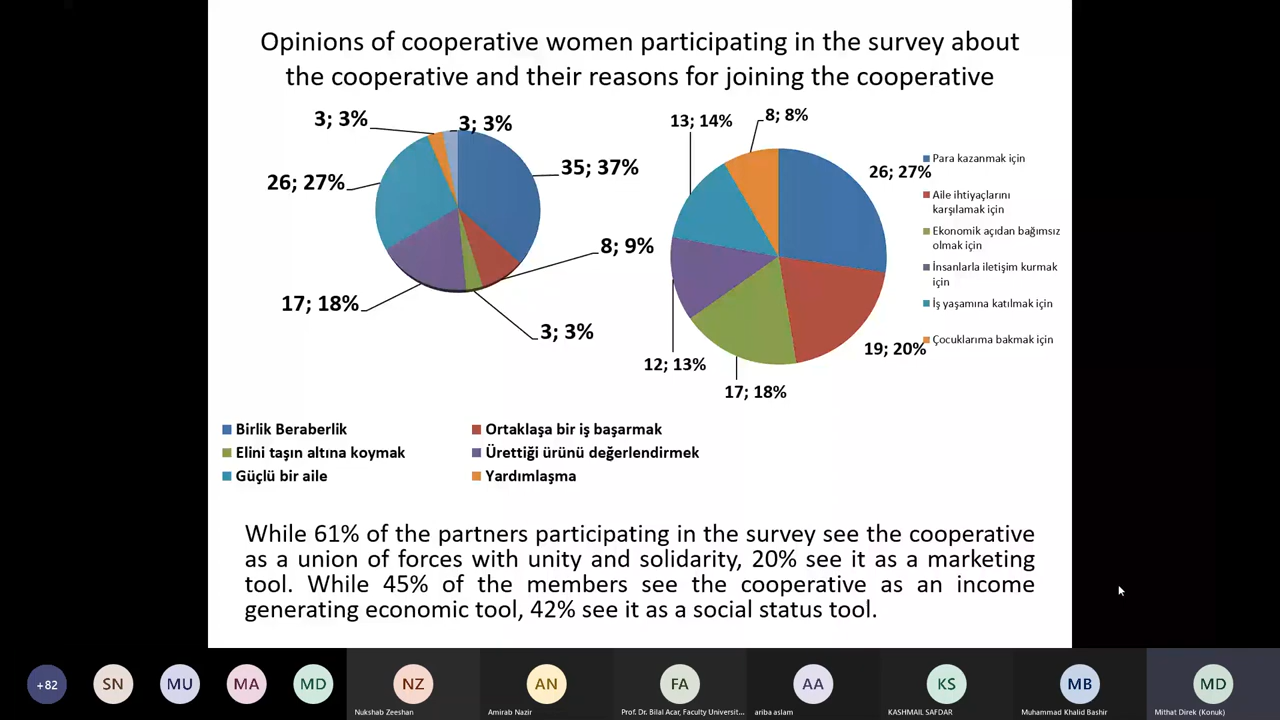 Opinions of cooperative women participating in the survey about
the cooperative and their reasons for joining the cooperative
3; 3%
3; 3%
35; 37%
26; 27%
8; 9%
17; 18%
3; 3%
Birlik Beraberlik
Ortaklaşa bir iş başarmak
Elini taşın altına koymak
Ürettiği ürünü değerlendirmek
Güçlü bir aile
Yardımlaşma
13; 14%
8; 8%
26; 27%
19; 20%
12; 13%
17; 18%
Para kazanmak için
Aile ihtiyaçlarını
karşılamak için
Ekonomik açıdan bağımsız
olmak için
İnsanlarla iletişim kurmak
için
İş yaşamına katılmak için
Çocuklarıma bakmak için
While 61% of the partners participating in the survey see the cooperative
as a union of forces with unity and solidarity, 20% see it as a marketing
tool. While 45% of the members see the cooperative as an income
generating economic tool, 42% see it as a social status tool.
+82
SN
MU
MA
MD
NZ
AN
FA
AA
KS
MB
MD
Nukshab Zeeshan
Amirab Nazir
Prof. Dr. Bilal Acar, Faculty Universit...
ariba aslam
KASHMAIL SAFDAR
Muhammad Khalid Bashir
Mithat Direk (Konuk)